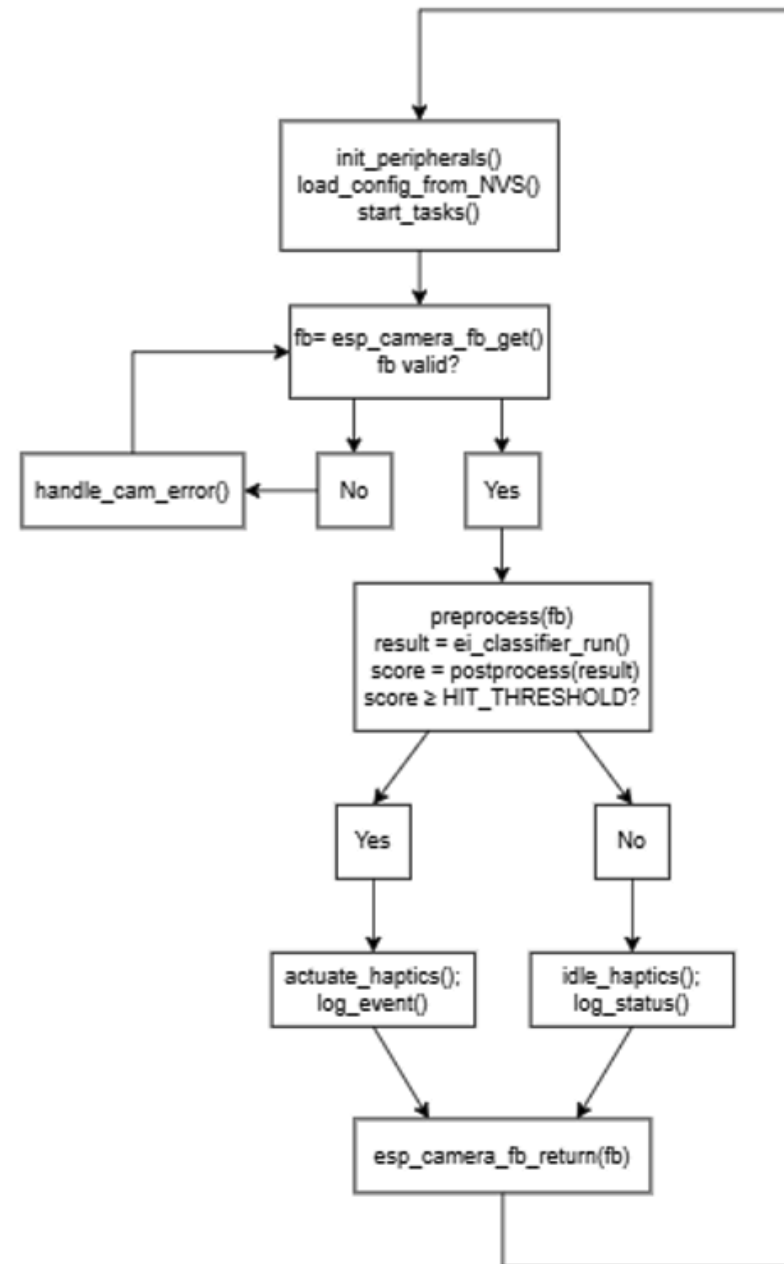 init_peripherals()
load_config_from_NVS()
start_tasks()
fb= esp_camera_fb_get()
fb valid?
handle_cam_error()
No
Yes
preprocess(fb)
result = ei_classifier_run()
score = postprocess(result)
score ≥ HIT_THRESHOLD?
Yes
No
actuate_haptics();
log_event()
idle_haptics();
log_status()
esp_camera_fb_return(fb)